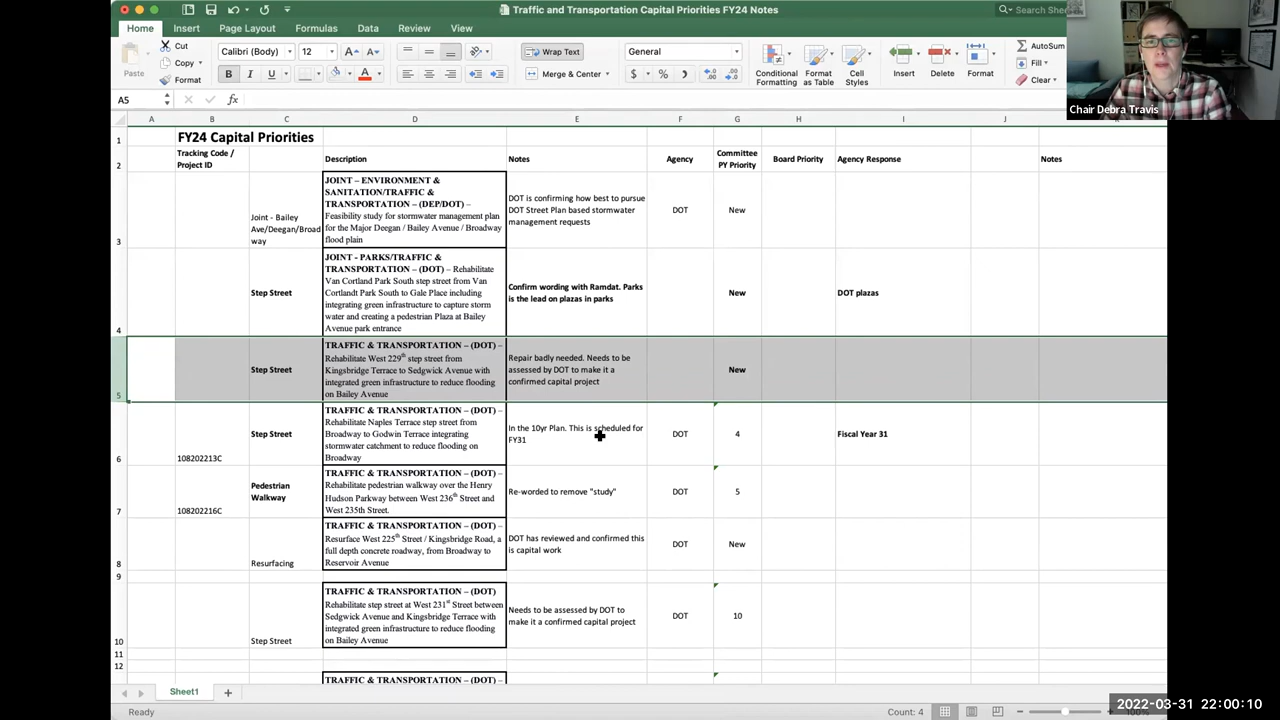 Traffic and Transportation Capital Priorities FY24 Notes
Home Insert Page Layout Formulas Data Review View
Paste
Cut
Copy
Format
Calibri (Body) 12
B I U
Wrap Text
Merge & Center
General
Conditional Formatting
Format as Table
Cell Styles
Insert
Delete
Format
AutoSum
Fill
Clear
Chair Debra Travis
A5
fx
A B C D E F G H I J
1 FY24 Capital Priorities
2
Tracking Code / Project ID
Description
Notes
Agency
Committee PY Priority
Board Priority
Agency Response
Notes
3
Joint - Bailey
Ave/Deegan/Broad
way
JOINT – ENVIRONMENT &
SANITATION/TRAFFIC &
TRANSPORTATION – (DEP/DOT) –
Feasibility study for stormwater management plan
for the Major Deegan / Bailey Avenue / Broadway
flood plain
DOT is confirming how best to pursue
DOT Street Plan based stormwater
management requests
DOT
New
4
Step Street
JOINT - PARKS/TRAFFIC &
TRANSPORTATION – (DOT) – Rehabilitate
Van Cortland Park South step street from Van
Cortlandt Park South to Gale Place including
integrating green infrastructure to capture storm
water and creating a pedestrian Plaza at Bailey
Avenue park entrance
Confirm wording with Ramdat. Parks
is the lead on plazas in parks
New
DOT plazas
5
Step Street
TRAFFIC & TRANSPORTATION – (DOT) –
Rehabilitate West 229th step street from
Kingsbridge Terrace to Sedgwick Avenue with
integrated green infrastructure to reduce flooding
on Bailey Avenue
Repair badly needed. Needs to be
assessed by DOT to make it a
confirmed capital project
New
6
108202213C
Step Street
TRAFFIC & TRANSPORTATION – (DOT) –
Rehabilitate Naples Terrace step street from
Broadway to Godwin Terrace integrating
stormwater catchment to reduce flooding on
Broadway
In the 10yr Plan. This is scheduled for
FY31
DOT
4
Fiscal Year 31
7
108202216C
Pedestrian
Walkway
TRAFFIC & TRANSPORTATION – (DOT) –
Rehabilitate pedestrian walkway over the Henry
Hudson Parkway between West 236th Street and
West 235th Street.
Re-worded to remove "study"
DOT
5
8
Resurfacing
TRAFFIC & TRANSPORTATION – (DOT) –
Resurface West 225th Street / Kingsbridge Road, a
full depth concrete roadway, from Broadway to
Reservoir Avenue
DOT has reviewed and confirmed this
is capital work
DOT
New
9
10
Step Street
TRAFFIC & TRANSPORTATION – (DOT)
Rehabilitate step street at West 231st Street between
Sedgwick Avenue and Kingsbridge Terrace with
integrated green infrastructure to reduce flooding
on Bailey Avenue
Needs to be assessed by DOT to
make it a confirmed capital project
DOT
10
11
12
TRAFFIC & TRANSPORTATION – (DOT) –
Sheet1
Ready
Count: 4
2022-03-31 22:00:10